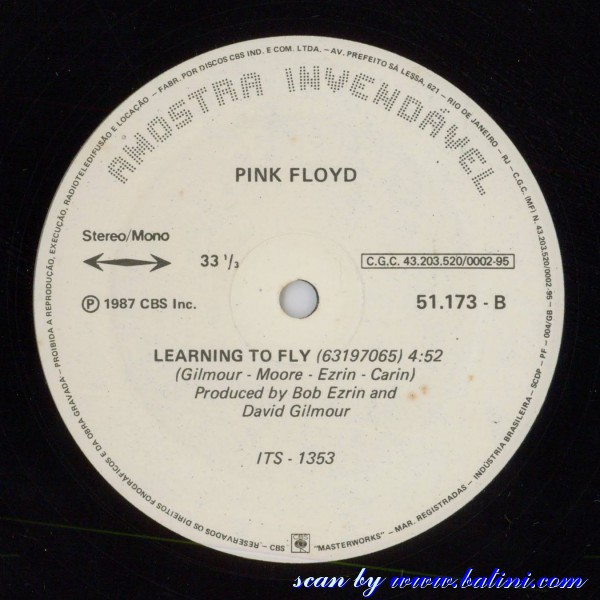 RESERVADOS OS DIREITOS FONOGRÁFICOS E DA OBRA GRAVADA – PROIBIDA A REPRODUÇÃO, EXECUÇÃO, RADIOTELEDIFUSÃO E LOCAÇÃO – FABR. POR DISCOS CBS IND. E COM. LTDA. – AV. PREFEITO SÁ LESSA, 621 – RIO DE JANEIRO – RJ – C.G.C. (MF) N. 43.203.520/0002-95 – SCDP – PF – 004/GB – INDÚSTRIA BRASILEIRA – MAR. REGISTRADAS – "MASTERWORKS" – CBS
AMOSTRA INVENDÁVEL
PINK FLOYD
Stereo/Mono
33 1/3
C.G.C. 43.203.520/0002-95
Ⓟ 1987 CBS Inc.
51.173 - B
LEARNING TO FLY (63197065) 4:52
(Gilmour - Moore - Ezrin - Carin)
Produced by Bob Ezrin and
David Gilmour
ITS - 1353
scan by www.batini.com